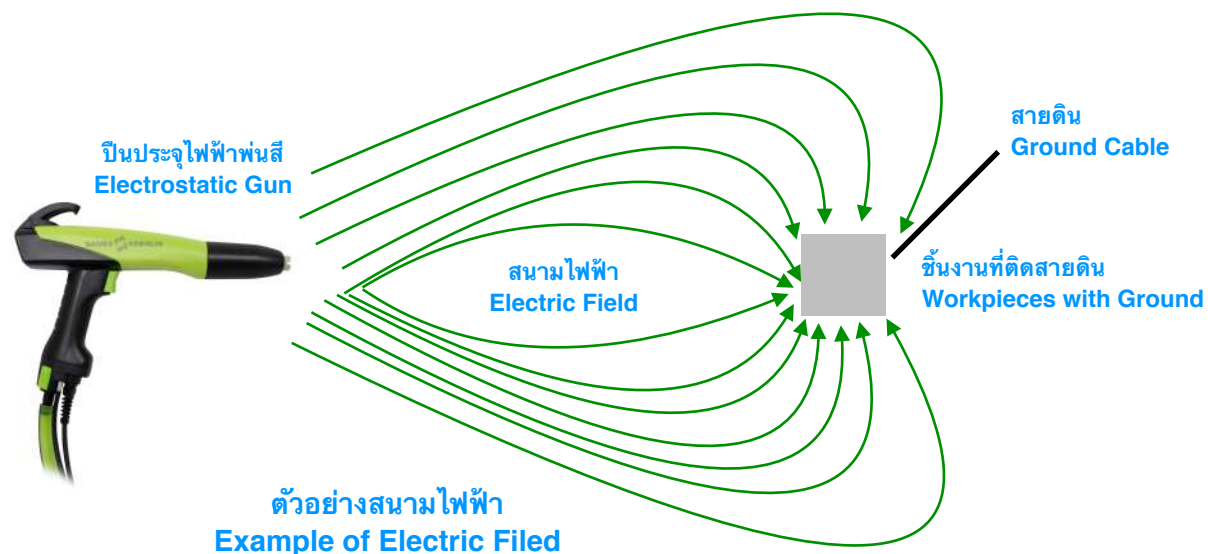 สายดิน
Ground Cable
ปืนประจุไฟฟ้าพ่นสี
Electrostatic Gun
สนามไฟฟ้า
Electric Field
ชิ้นงานที่ติดสายดิน
Workpieces with Ground
ตัวอย่างสนามไฟฟ้า
Example of Electric Filed